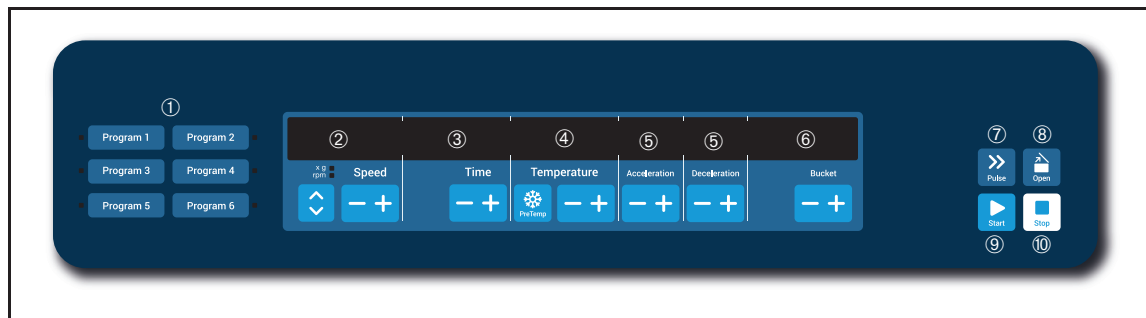 ①
Program 1 Program 2
Program 3 Program 4
Program 5 Program 6
② ③ ④ ⑤ ⑤ ⑥
x g
rpm
Speed Time Temperature Acceleration Deceleration Bucket
− + − + PreTemp − + − + − + − +
⑦ ⑧
Pulse Open
Start Stop
⑨ ⑩